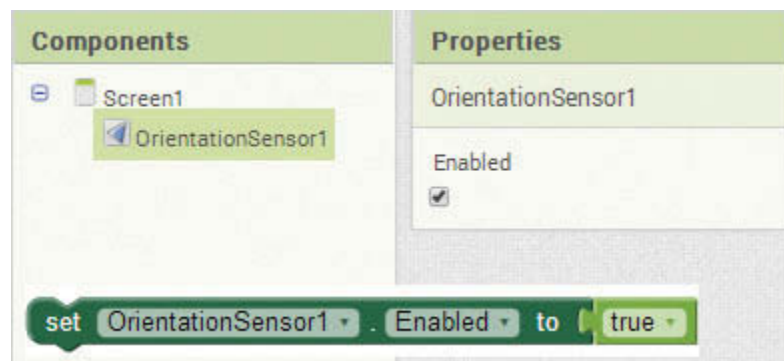 Components
Screen1
OrientationSensor1
Properties
OrientationSensor1
Enabled
set OrientationSensor1 . Enabled to true